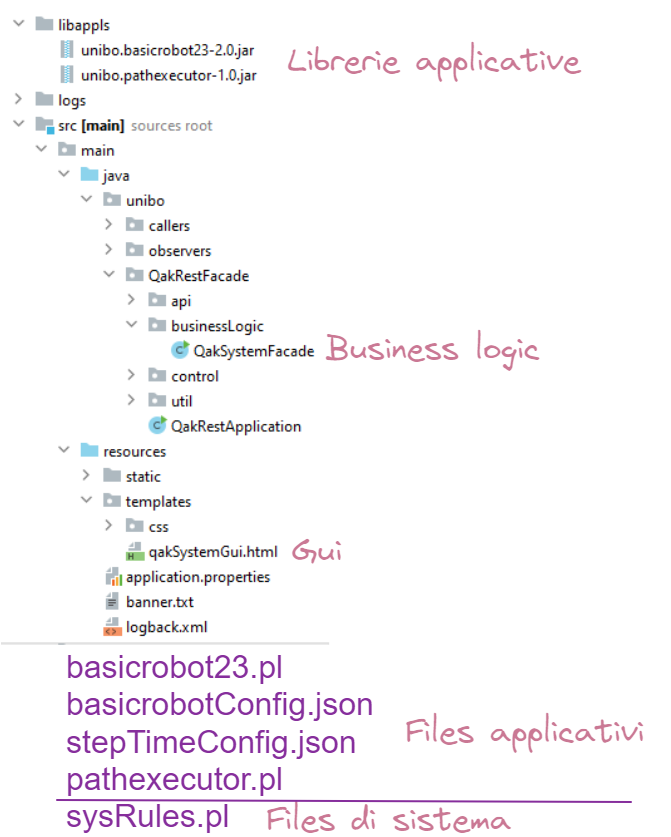 libappls
unibo.basicrobot23-2.0.jar
unibo.pathexecutor-1.0.jar
Librerie applicative
logs
src [main] sources root
main
java
unibo
callers
observers
QakRestFacade
api
businessLogic
QakSystemFacade
Business logic
control
util
QakRestApplication
resources
static
templates
css
qakSystemGui.html
Gui
application.properties
banner.txt
logback.xml
basicrobot23.pl
basicrobotConfig.json
stepTimeConfig.json
Files applicativi
pathexecutor.pl
sysRules.pl
Files di sistema